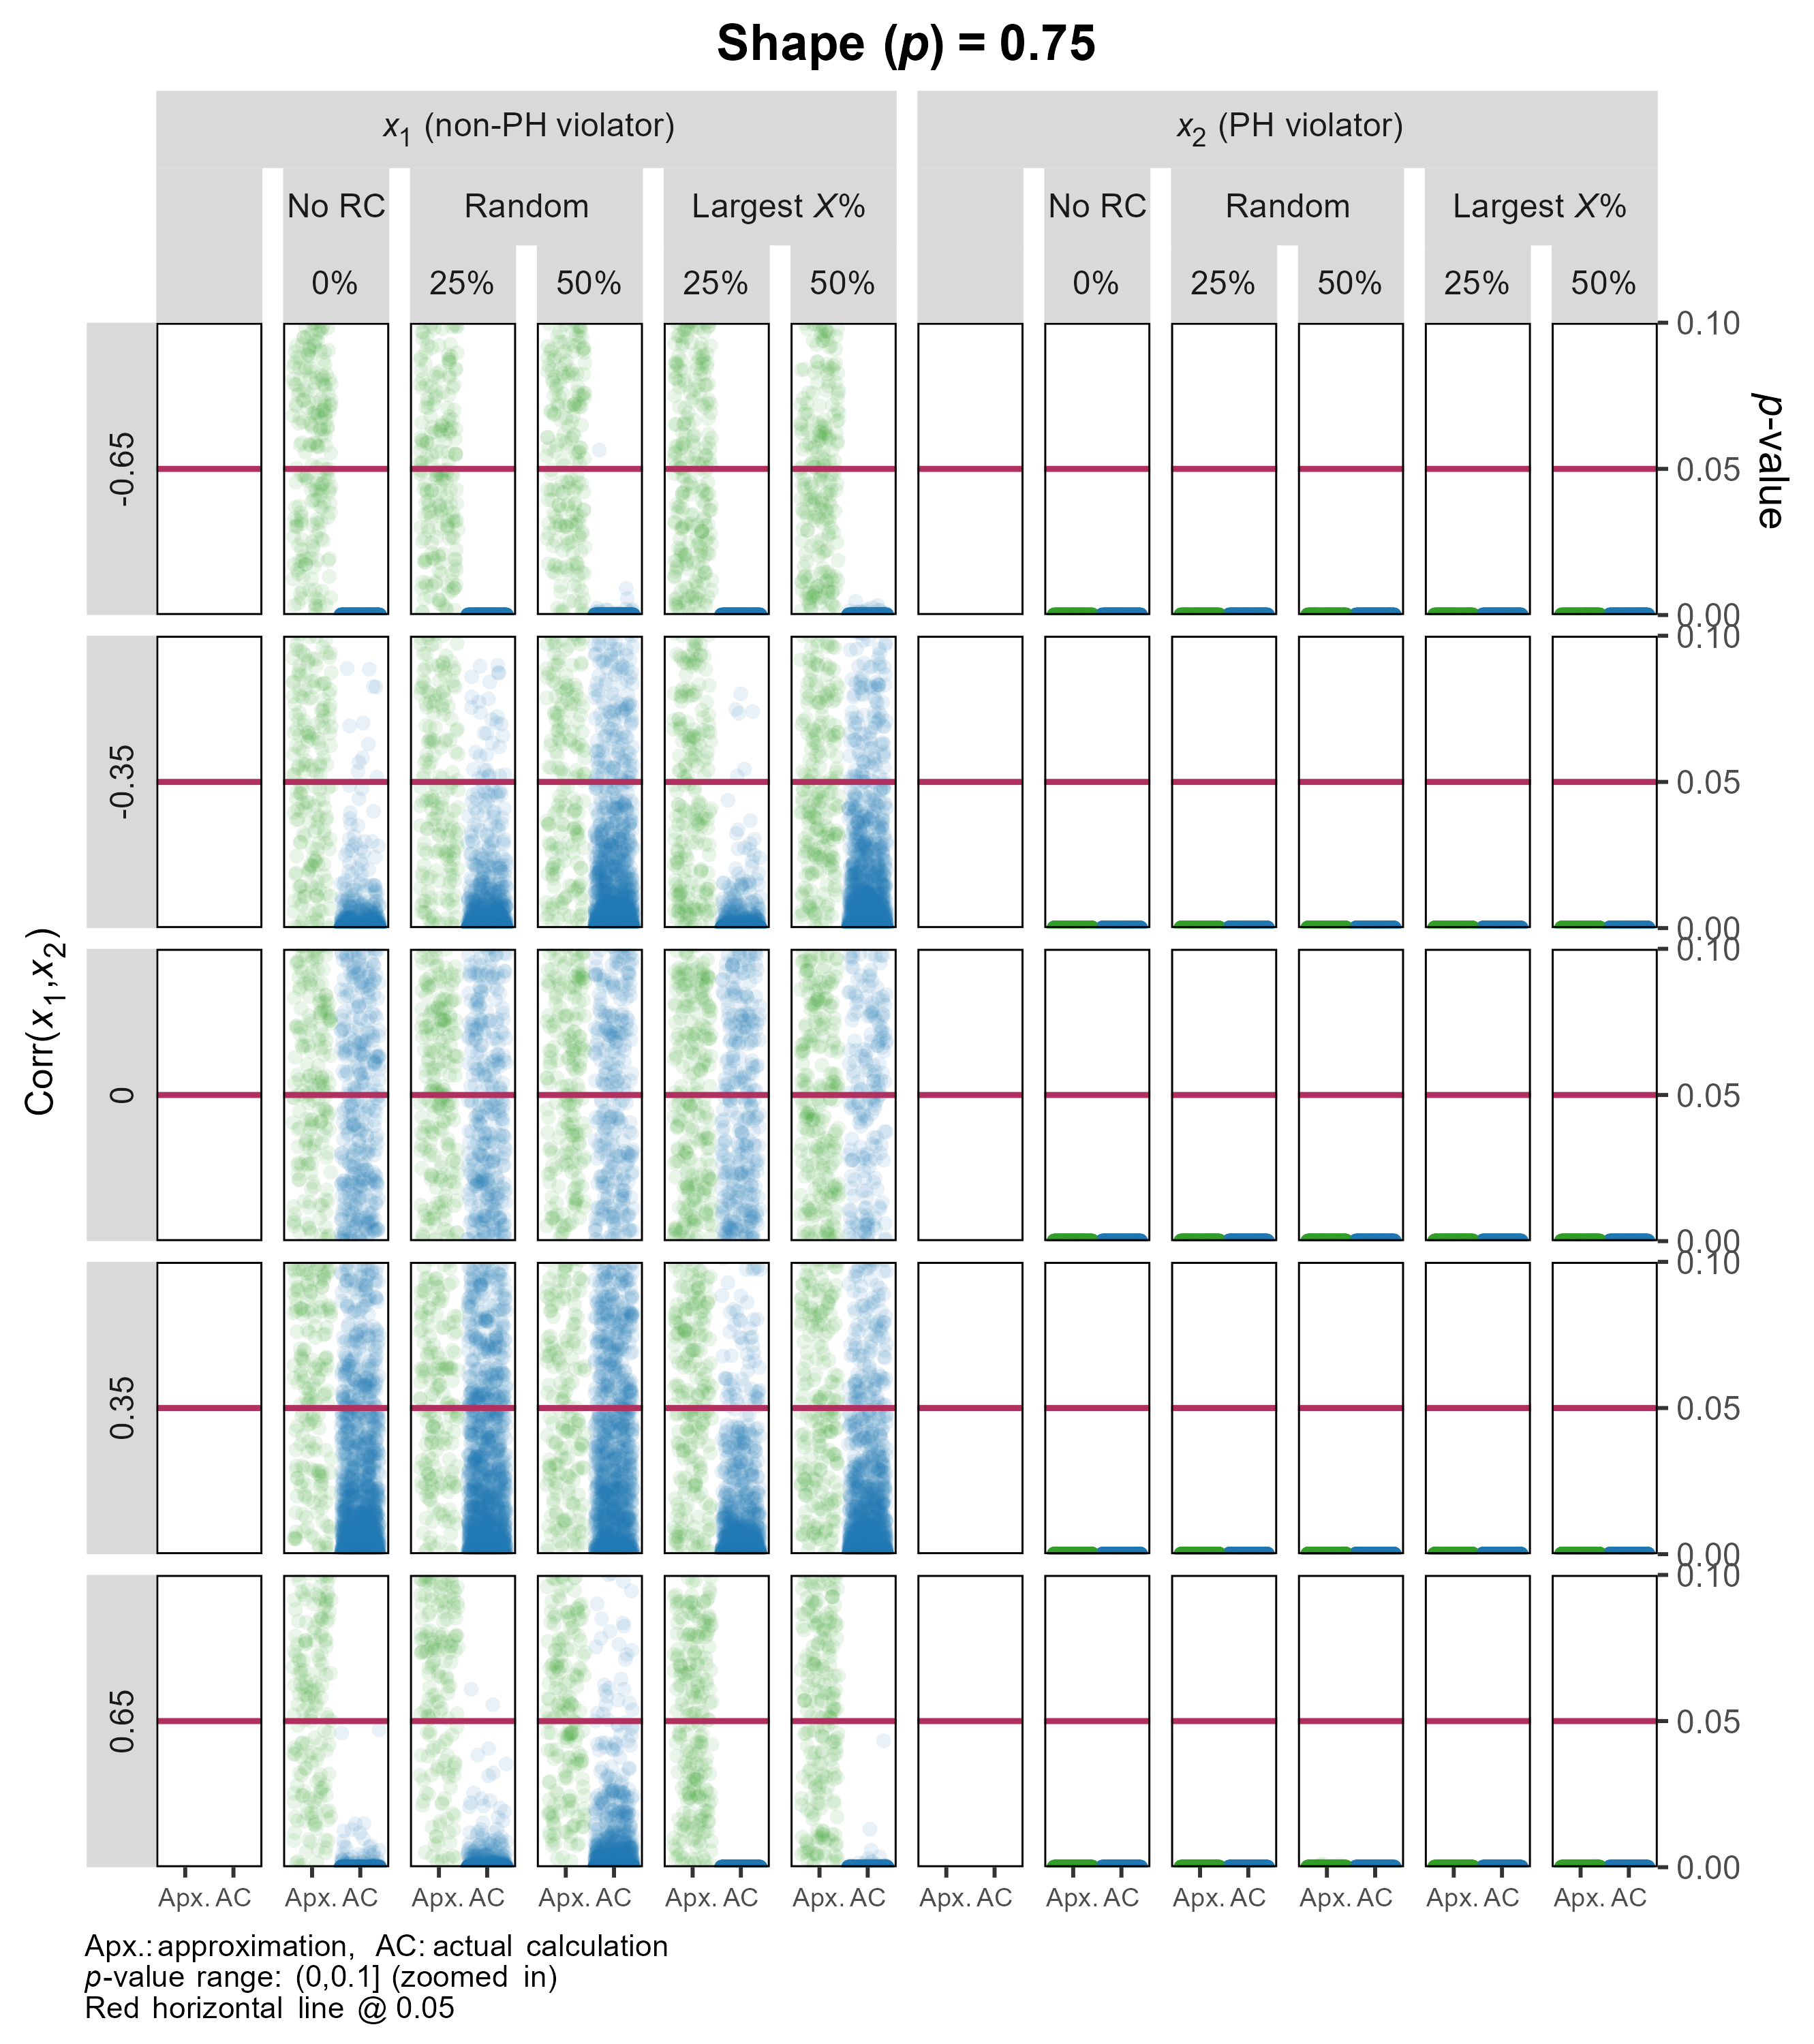 Shape (p) = 0.75
x1 (non-PH violator) x2 (PH violator)
No RC Random Largest X% No RC Random Largest X%
0% 25% 50% 25% 50% 0% 25% 50% 25% 50%
-0.65
0.10
0.05
0.00
p-value
-0.35
0.10
0.05
0.00
Corr(x1,x2)
0
0.10
0.05
0.00
0.35
0.10
0.05
0.00
0.65
0.10
0.05
0.00
Apx. AC Apx. AC Apx. AC Apx. AC Apx. AC Apx. AC Apx. AC Apx. AC Apx. AC Apx. AC Apx. AC Apx. AC
Apx.: approximation, AC: actual calculation
p-value range: (0,0.1] (zoomed in)
Red horizontal line @ 0.05